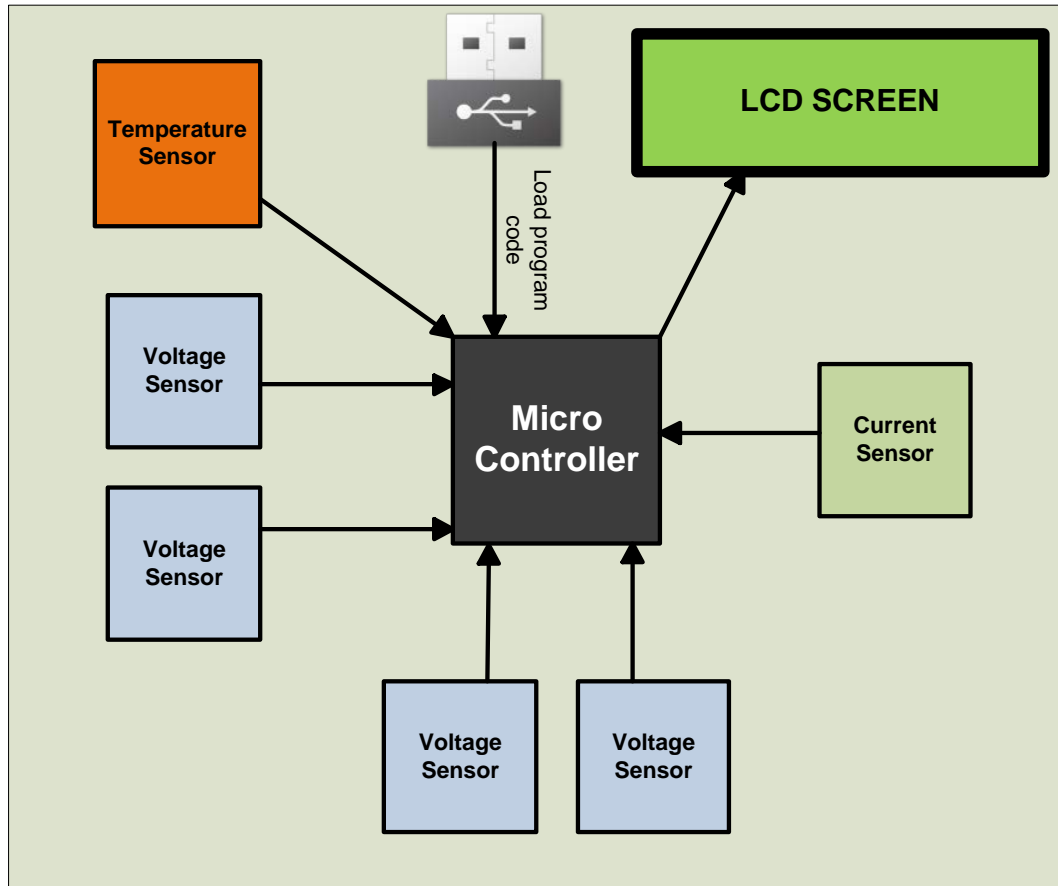 LCD SCREEN
Temperature
Sensor
Load program
code
Voltage
Sensor
Micro
Controller
Current
Sensor
Voltage
Sensor
Voltage
Sensor
Voltage
Sensor